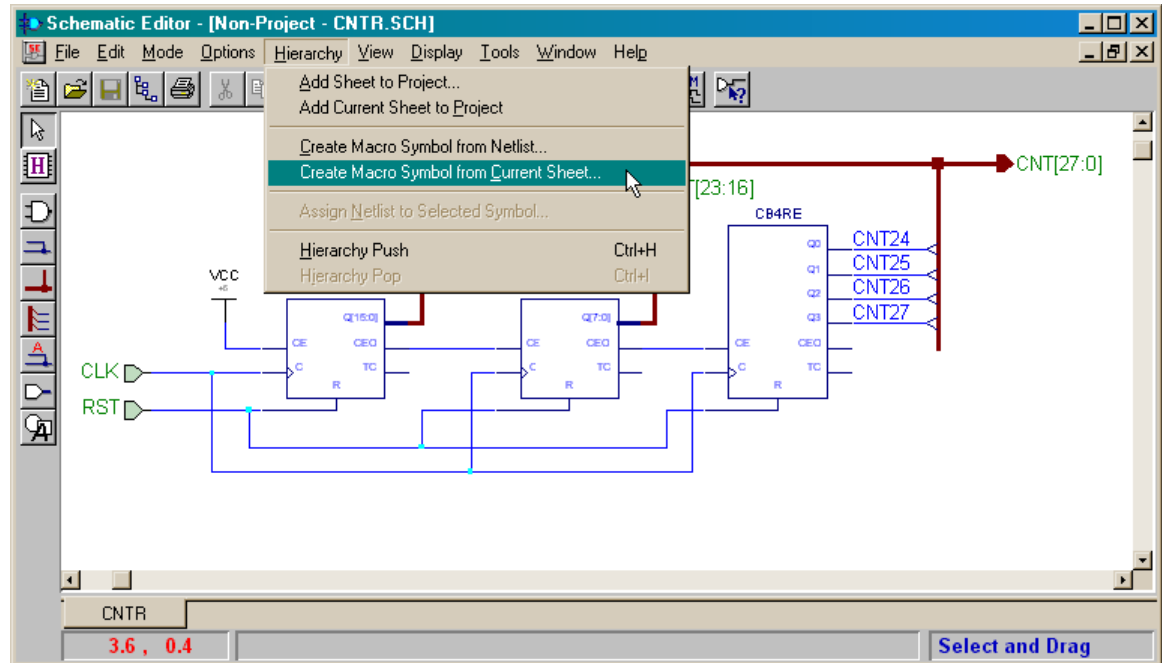 Schematic Editor - [Non-Project - CNTR.SCH]
File Edit Mode Options Hierarchy View Display Tools Window Help
Add Sheet to Project...
Add Current Sheet to Project
Create Macro Symbol from Netlist...
Create Macro Symbol from Current Sheet...
Assign Netlist to Selected Symbol...
Hierarchy Push Ctrl+H
Hierarchy Pop Ctrl+I
CNT[27:0]
[23:16]
CB4RE
Q0 CNT24
Q1 CNT25
Q2 CNT26
Q3 CNT27
VCC
+5
Q[15:0] Q[7:0]
CE CEO CE CEO CE CEO
CLK C TC C TC C TC
R R R
RST
CNTR
3.6 , 0.4 Select and Drag